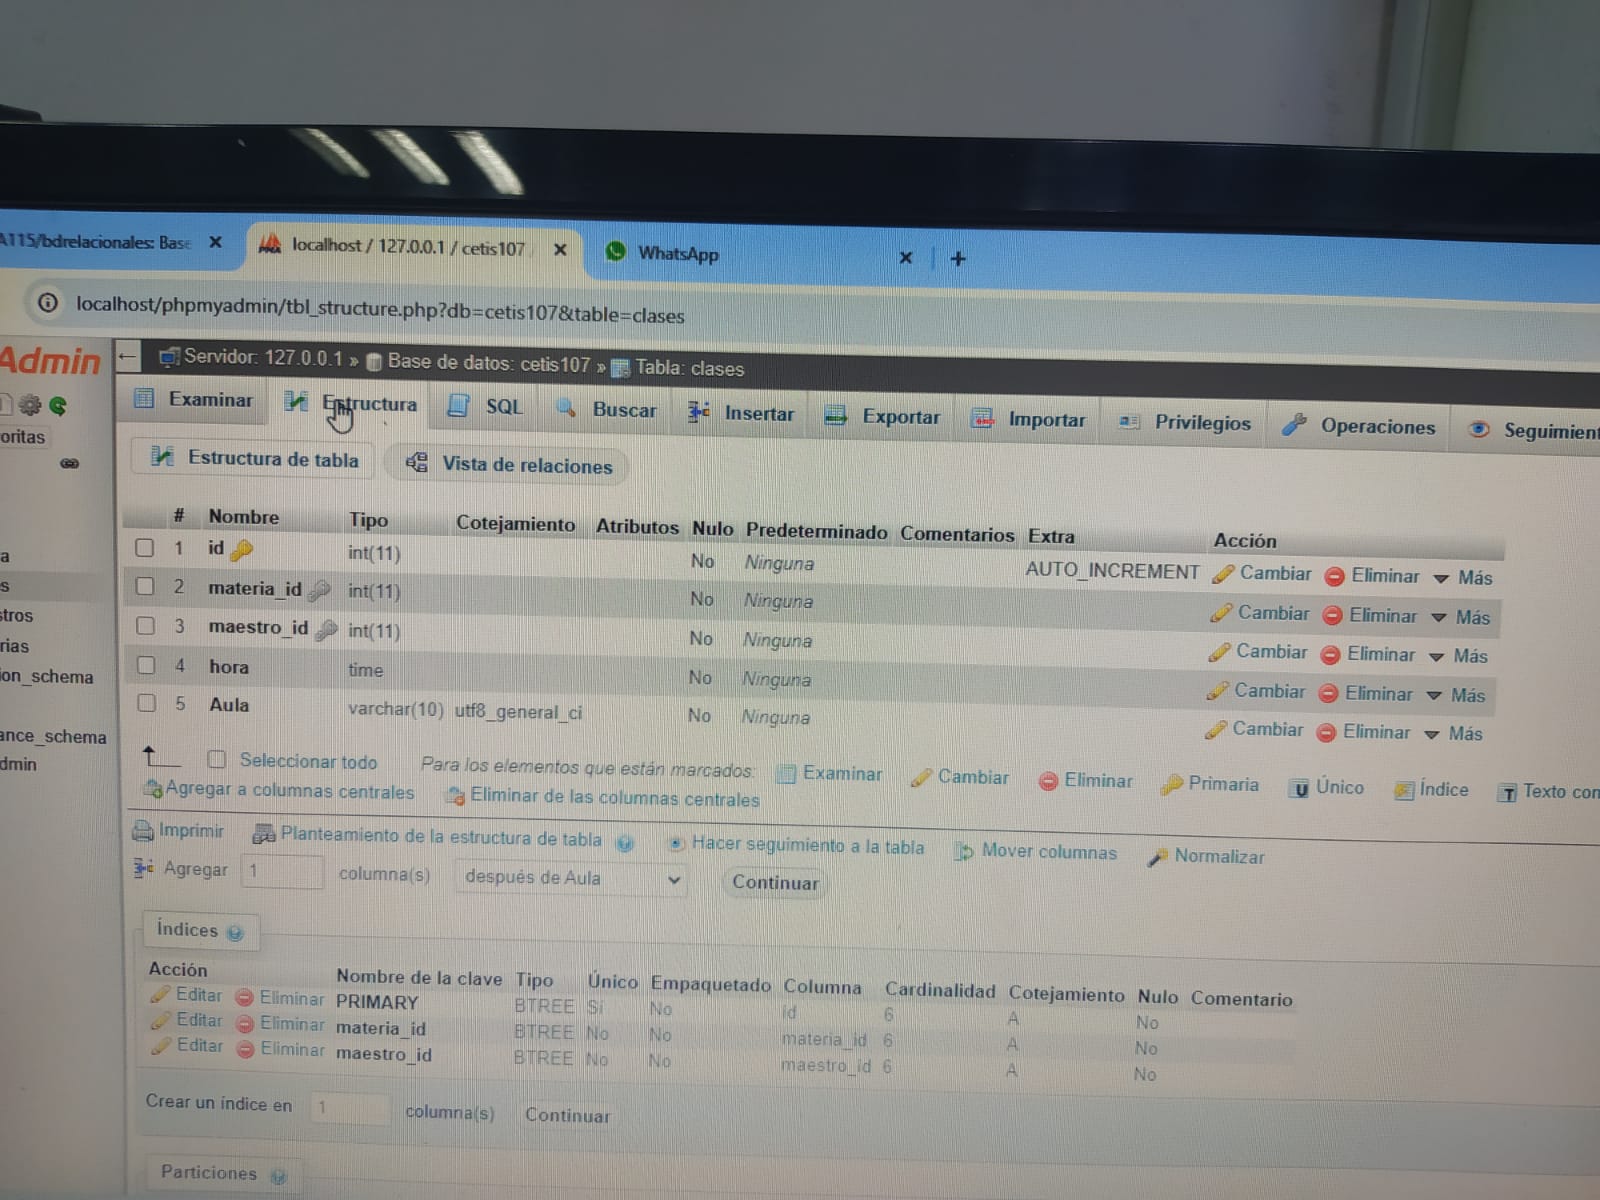 A115/bdrelacionales: Base
localhost / 127.0.0.1 / cetis107
WhatsApp
localhost/phpmyadmin/tbl_structure.php?db=cetis107&table=clases
Admin
Servidor: 127.0.0.1 » Base de datos: cetis107 » Tabla: clases
Examinar Estructura SQL Buscar Insertar Exportar Importar Privilegios Operaciones Seguimient
oritas
Estructura de tabla Vista de relaciones
# Nombre Tipo Cotejamiento Atributos Nulo Predeterminado Comentarios Extra Acción
1 id int(11) No Ninguna AUTO_INCREMENT Cambiar Eliminar Más
2 materia_id int(11) No Ninguna Cambiar Eliminar Más
3 maestro_id int(11) No Ninguna Cambiar Eliminar Más
4 hora time No Ninguna Cambiar Eliminar Más
5 Aula varchar(10) utf8_general_ci No Ninguna Cambiar Eliminar Más
a
s
stros
rias
ion_schema
ance_schema
dmin
Seleccionar todo Para los elementos que están marcados: Examinar Cambiar Eliminar Primaria Único Índice Texto con
Agregar a columnas centrales Eliminar de las columnas centrales
Imprimir Planteamiento de la estructura de tabla Hacer seguimiento a la tabla Mover columnas Normalizar
Agregar 1 columna(s) después de Aula Continuar
Índices
Acción Nombre de la clave Tipo Único Empaquetado Columna Cardinalidad Cotejamiento Nulo Comentario
Editar Eliminar PRIMARY BTREE Sí No id 6 A No
Editar Eliminar materia_id BTREE No No materia_id 6 A No
Editar Eliminar maestro_id BTREE No No maestro_id 6 A No
Crear un índice en 1 columna(s) Continuar
Particiones